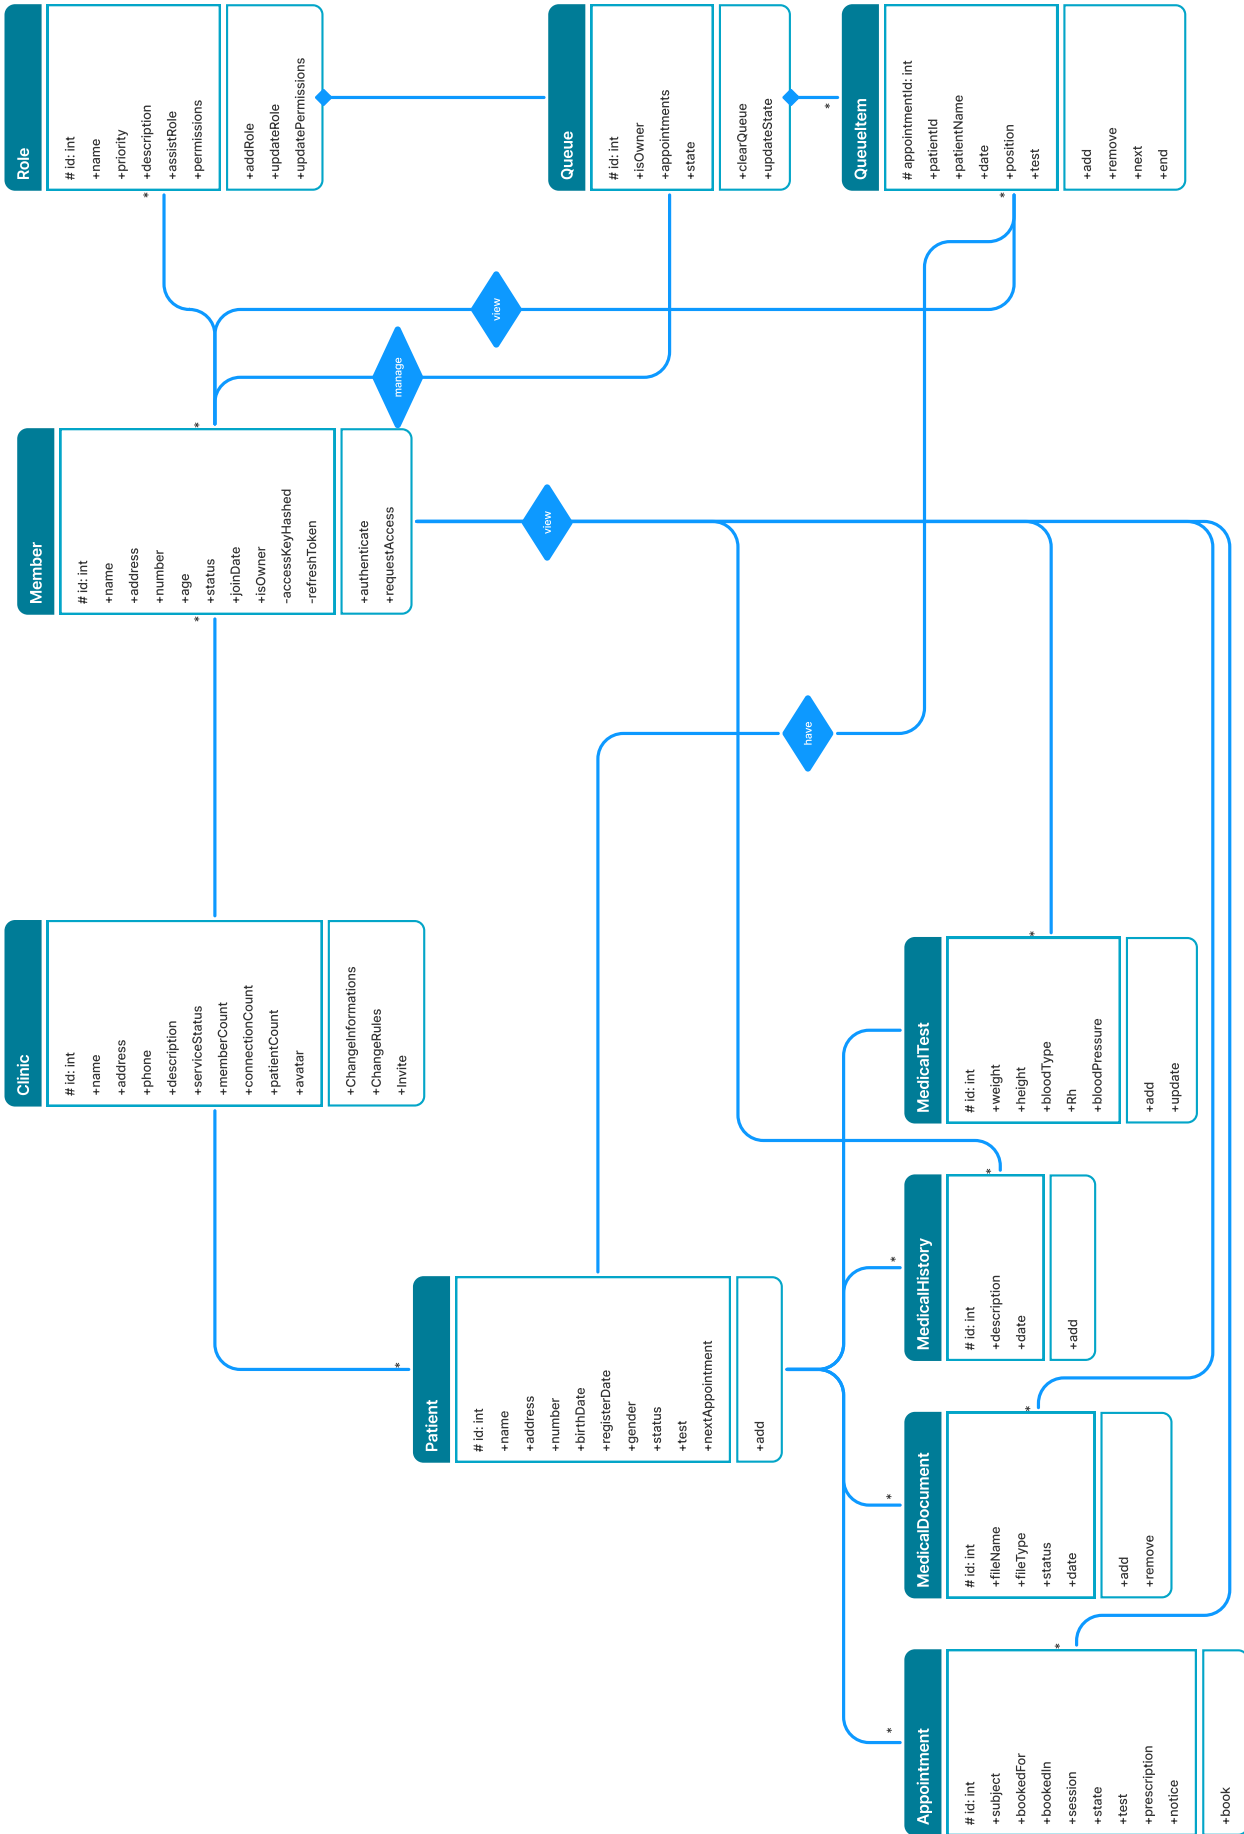 Role
# id: int
+name
+priority
+description
+assistRole
+permissions
+addRole
+updateRole
+updatePermissions
*
Queue
# id: int
+isOwner
+appointments
+state
+clearQueue
+updateState
*
QueueItem
# appointmentId: int
+patientId
+patientName
+date
+position
+test
+add
+remove
+next
+end
*
view
manage
*
Member
# id: int
+name
+address
+number
+age
+status
+joinDate
+isOwner
-accessKeyHashed
-refreshToken
+authenticate
+requestAccess
*
view
have
Clinic
# id: int
+name
+address
+phone
+description
+serviceStatus
+memberCount
+connectionCount
+patientCount
+avatar
+ChangeInformations
+ChangeRules
+Invite
*
MedicalTest
# id: int
+weight
+height
+bloodType
+Rh
+bloodPressure
+add
+update
*
*
MedicalHistory
# id: int
+description
+date
+add
*
Patient
# id: int
+name
+address
+number
+birthDate
+registerDate
+gender
+status
+test
+nextAppointment
+add
*
*
MedicalDocument
# id: int
+fileName
+fileType
+status
+date
+add
+remove
*
*
Appointment
# id: int
+subject
+bookedFor
+bookedIn
+session
+state
+test
+prescription
+notice
+book